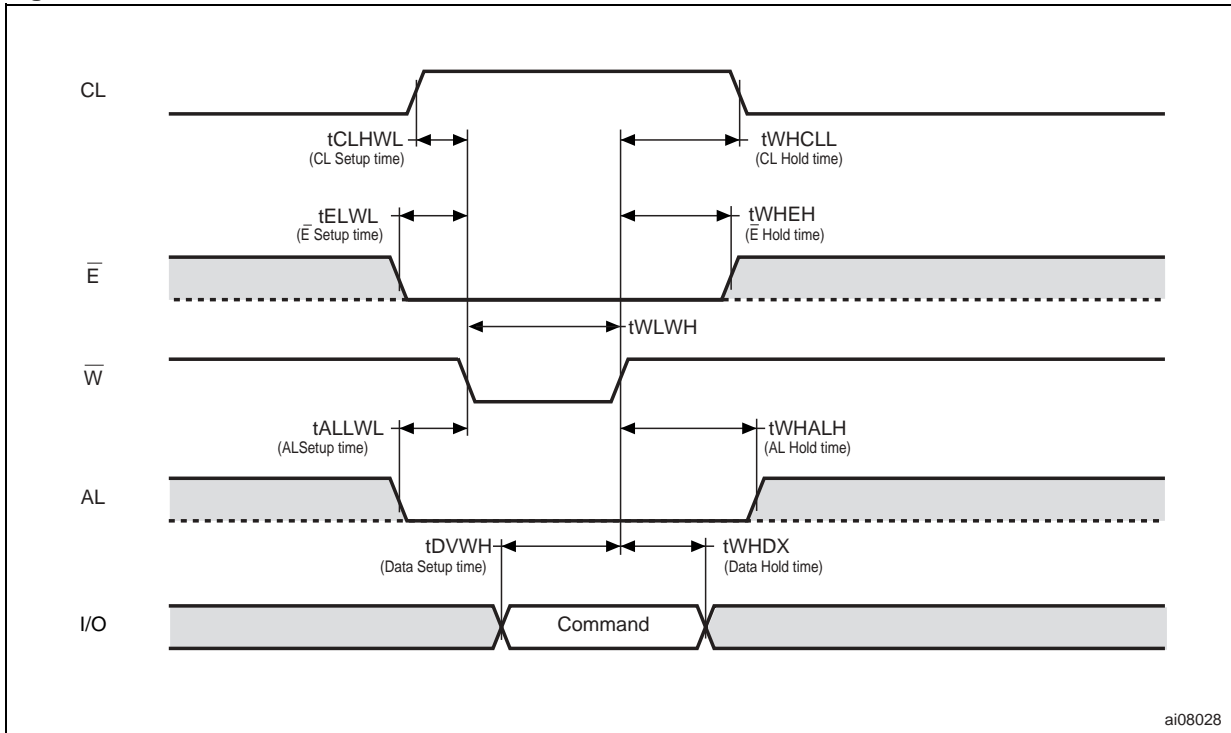 CL
tCLHWL
(CL Setup time)
tWHCLL
(CL Hold time)
tELWL
(E̅ Setup time)
tWHEH
(E̅ Hold time)
E̅
tWLWH
W̅
tALLWL
(ALSetup time)
tWHALH
(AL Hold time)
AL
tDVWH
(Data Setup time)
tWHDX
(Data Hold time)
I/O
Command
ai08028